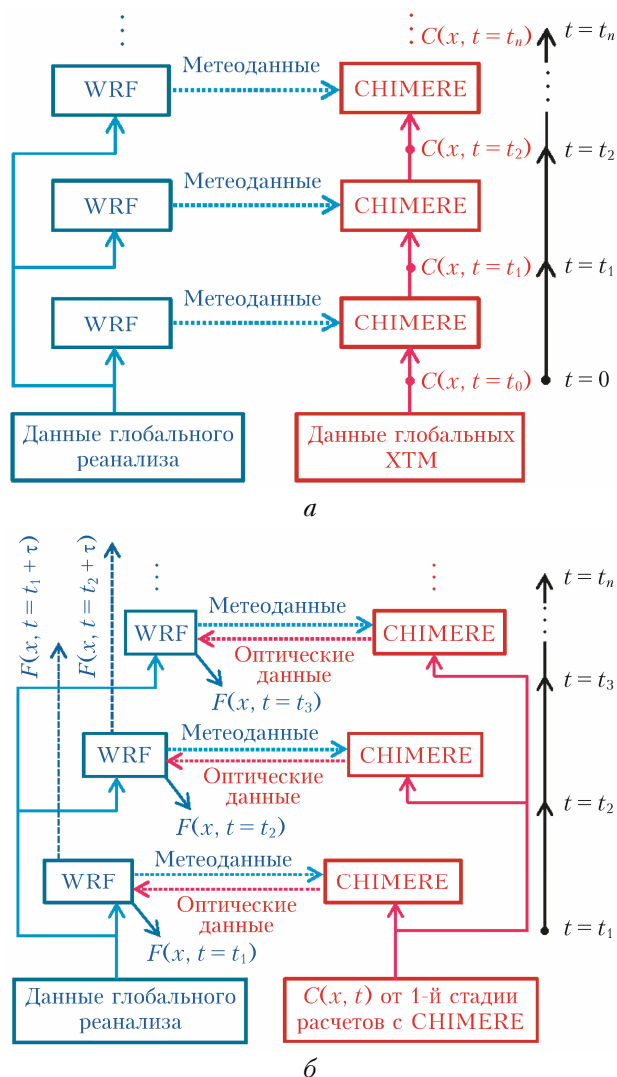 ⋮ ⋮ C(x, t = tₙ) t = tₙ
Метеоданные
WRF CHIMERE
C(x, t = t₂) t = t₂
Метеоданные
WRF CHIMERE
C(x, t = t₁) t = t₁
Метеоданные
WRF CHIMERE
C(x, t = t₀) t = 0
Данные глобального
реанализа
Данные глобальных
ХТМ
а
F(x, t = t₁ + τ)
F(x, t = t₂ + τ)
⋮ ⋮ t = tₙ
Метеоданные
WRF CHIMERE
Оптические
данные
F(x, t = t₃) t = t₃
Метеоданные
WRF CHIMERE
Оптические
данные
F(x, t = t₂) t = t₂
Метеоданные
WRF CHIMERE
Оптические
данные
F(x, t = t₁) t = t₁
Данные глобального
реанализа
C(x, t) от 1-й стадии
расчетов с CHIMERE
б